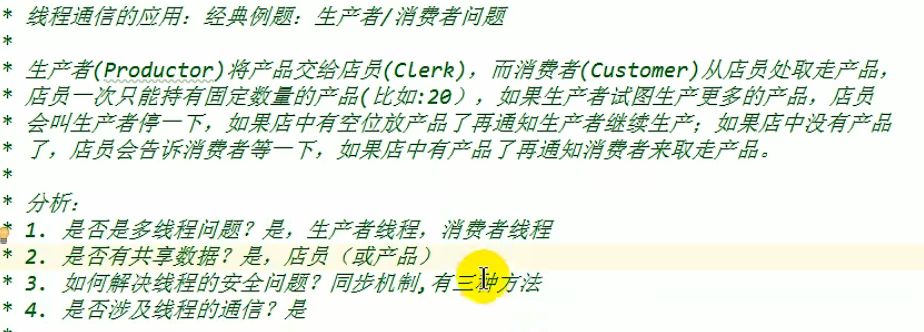 * 线程通信的应用：经典例题：生产者/消费者问题
*
* 生产者(Productor)将产品交给店员(Clerk)，而消费者(Customer)从店员处取走产品，
* 店员一次只能持有固定数量的产品(比如:20），如果生产者试图生产更多的产品，店员
* 会叫生产者停一下，如果店中有空位放产品了再通知生产者继续生产；如果店中没有产品
* 了，店员会告诉消费者等一下，如果店中有产品了再通知消费者来取走产品。
*
* 分析：
* 1. 是否是多线程问题？是，生产者线程，消费者线程
* 2. 是否有共享数据？是，店员（或产品）
* 3. 如何解决线程的安全问题？同步机制,有三种方法
* 4. 是否涉及线程的通信？是
*